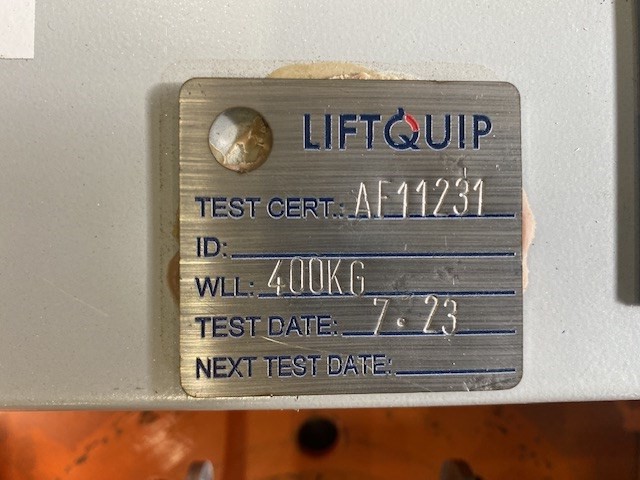 LIFTQUIP
TEST CERT.: AF11231
ID:
WLL: 400KG
TEST DATE: 7.23
NEXT TEST DATE: